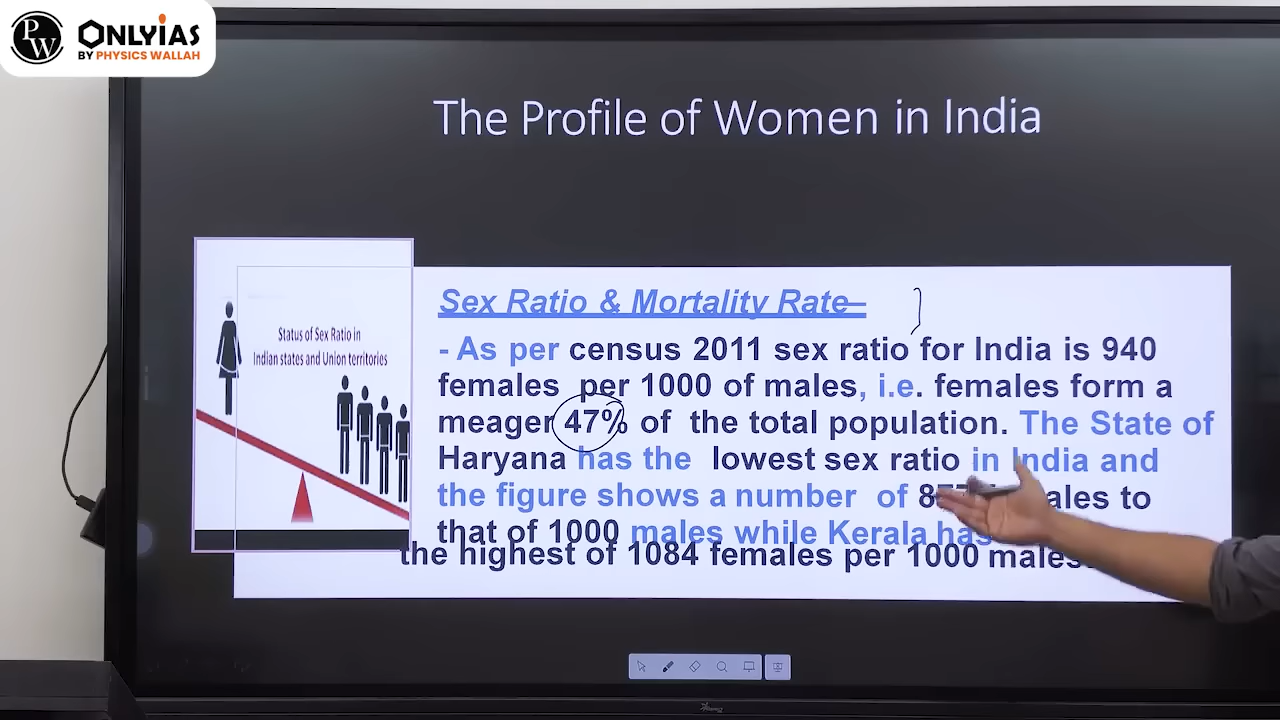 PW
ONLYIAS
BY PHYSICS WALLAH
The Profile of Women in India
Status of Sex Ratio in
Indian states and Union territories
Sex Ratio & Mortality Rate–
- As per census 2011 sex ratio for India is 940
females per 1000 of males, i.e. females form a
meager 47% of the total population. The State of
Haryana has the lowest sex ratio in India and
the figure shows a number of to
that of 1000 males while Kerala has
the highest of 1084 females per 1000 males.